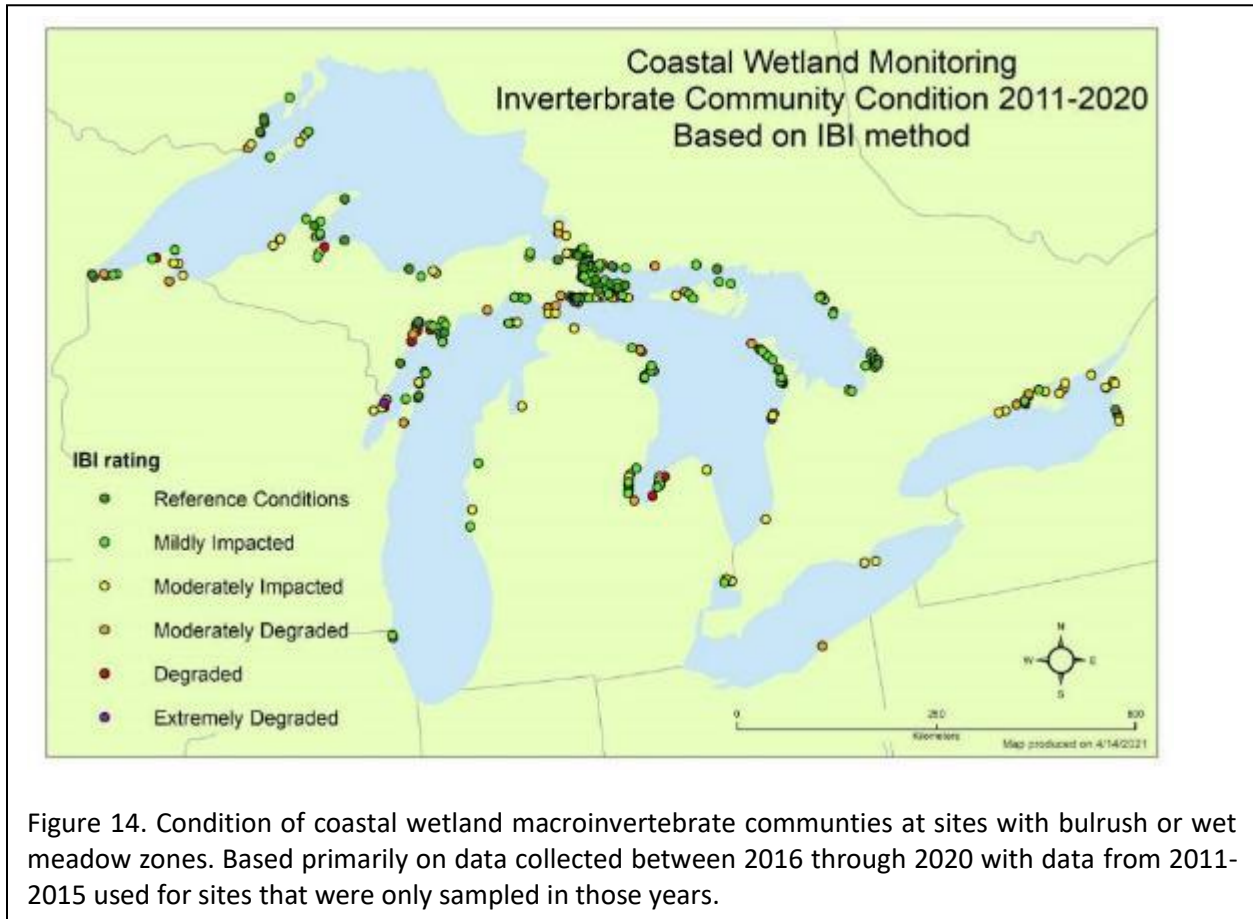 Coastal Wetland Monitoring
Inverterbrate Community Condition 2011-2020
Based on IBI method
IBI rating
Reference Conditions
Mildly Impacted
Moderately Impacted
Moderately Degraded
Degraded
Extremely Degraded
N
W E
S
0
Kilometers
Map produced on 4/14/2021
Figure 14. Condition of coastal wetland macroinvertebrate communties at sites with bulrush or wet
meadow zones. Based primarily on data collected between 2016 through 2020 with data from 2011-
2015 used for sites that were only sampled in those years.